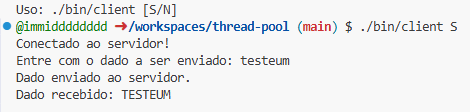 Uso: ./bin/client [S/N]
@immidddddddd ➜/workspaces/thread-pool (main) $ ./bin/client S
Conectado ao servidor!
Entre com o dado a ser enviado: testeum
Dado enviado ao servidor.
Dado recebido: TESTEUM